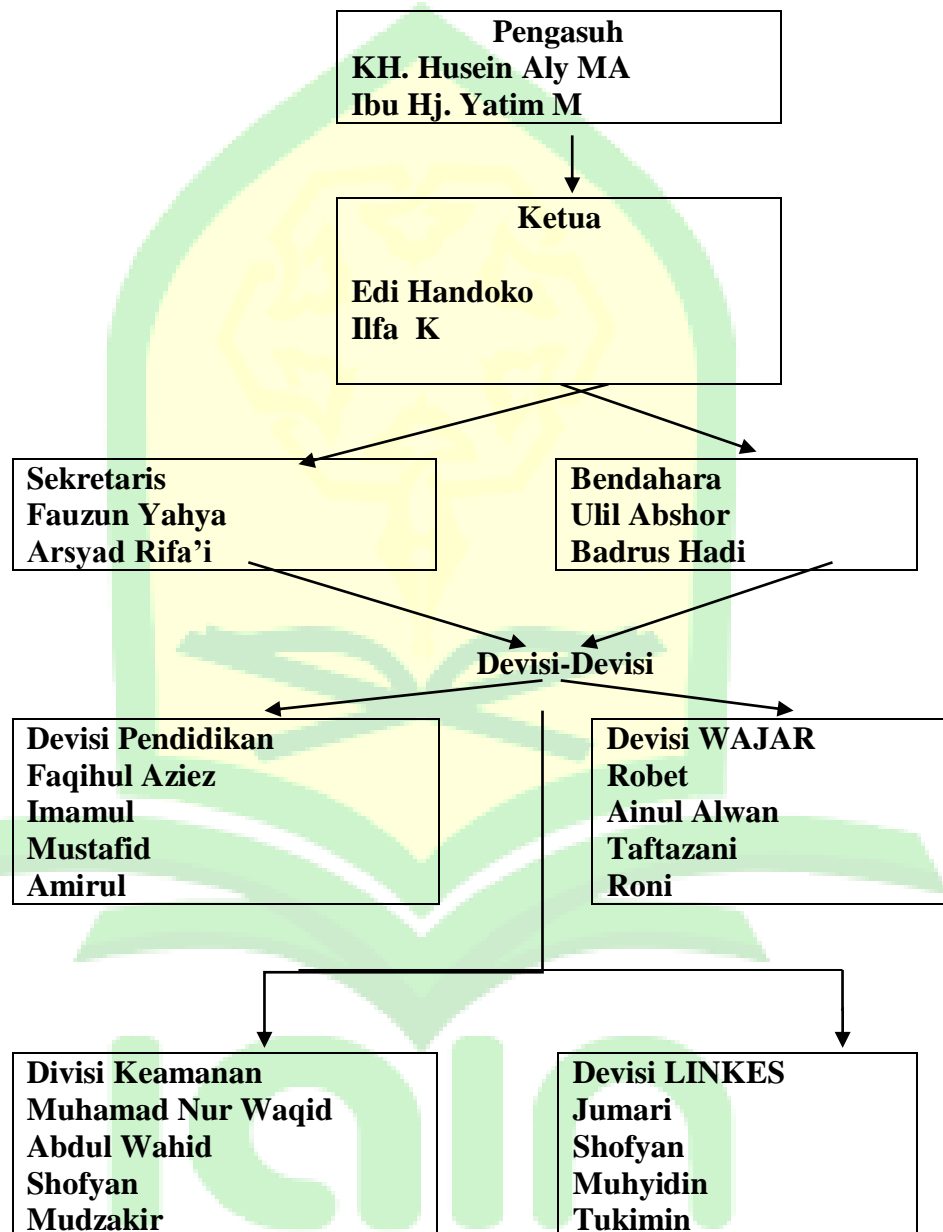 Pengasuh
KH. Husein Aly MA
Ibu Hj. Yatim M
Ketua
Edi Handoko
Ilfa K
Sekretaris
Fauzun Yahya
Arsyad Rifa’i
Bendahara
Ulil Abshor
Badrus Hadi
Devisi-Devisi
Devisi Pendidikan
Faqihul Aziez
Imamul
Mustafid
Amirul
Devisi WAJAR
Robet
Ainul Alwan
Taftazani
Roni
Divisi Keamanan
Muhamad Nur Waqid
Abdul Wahid
Shofyan
Mudzakir
Devisi LINKES
Jumari
Shofyan
Muhyidin
Tukimin
iain